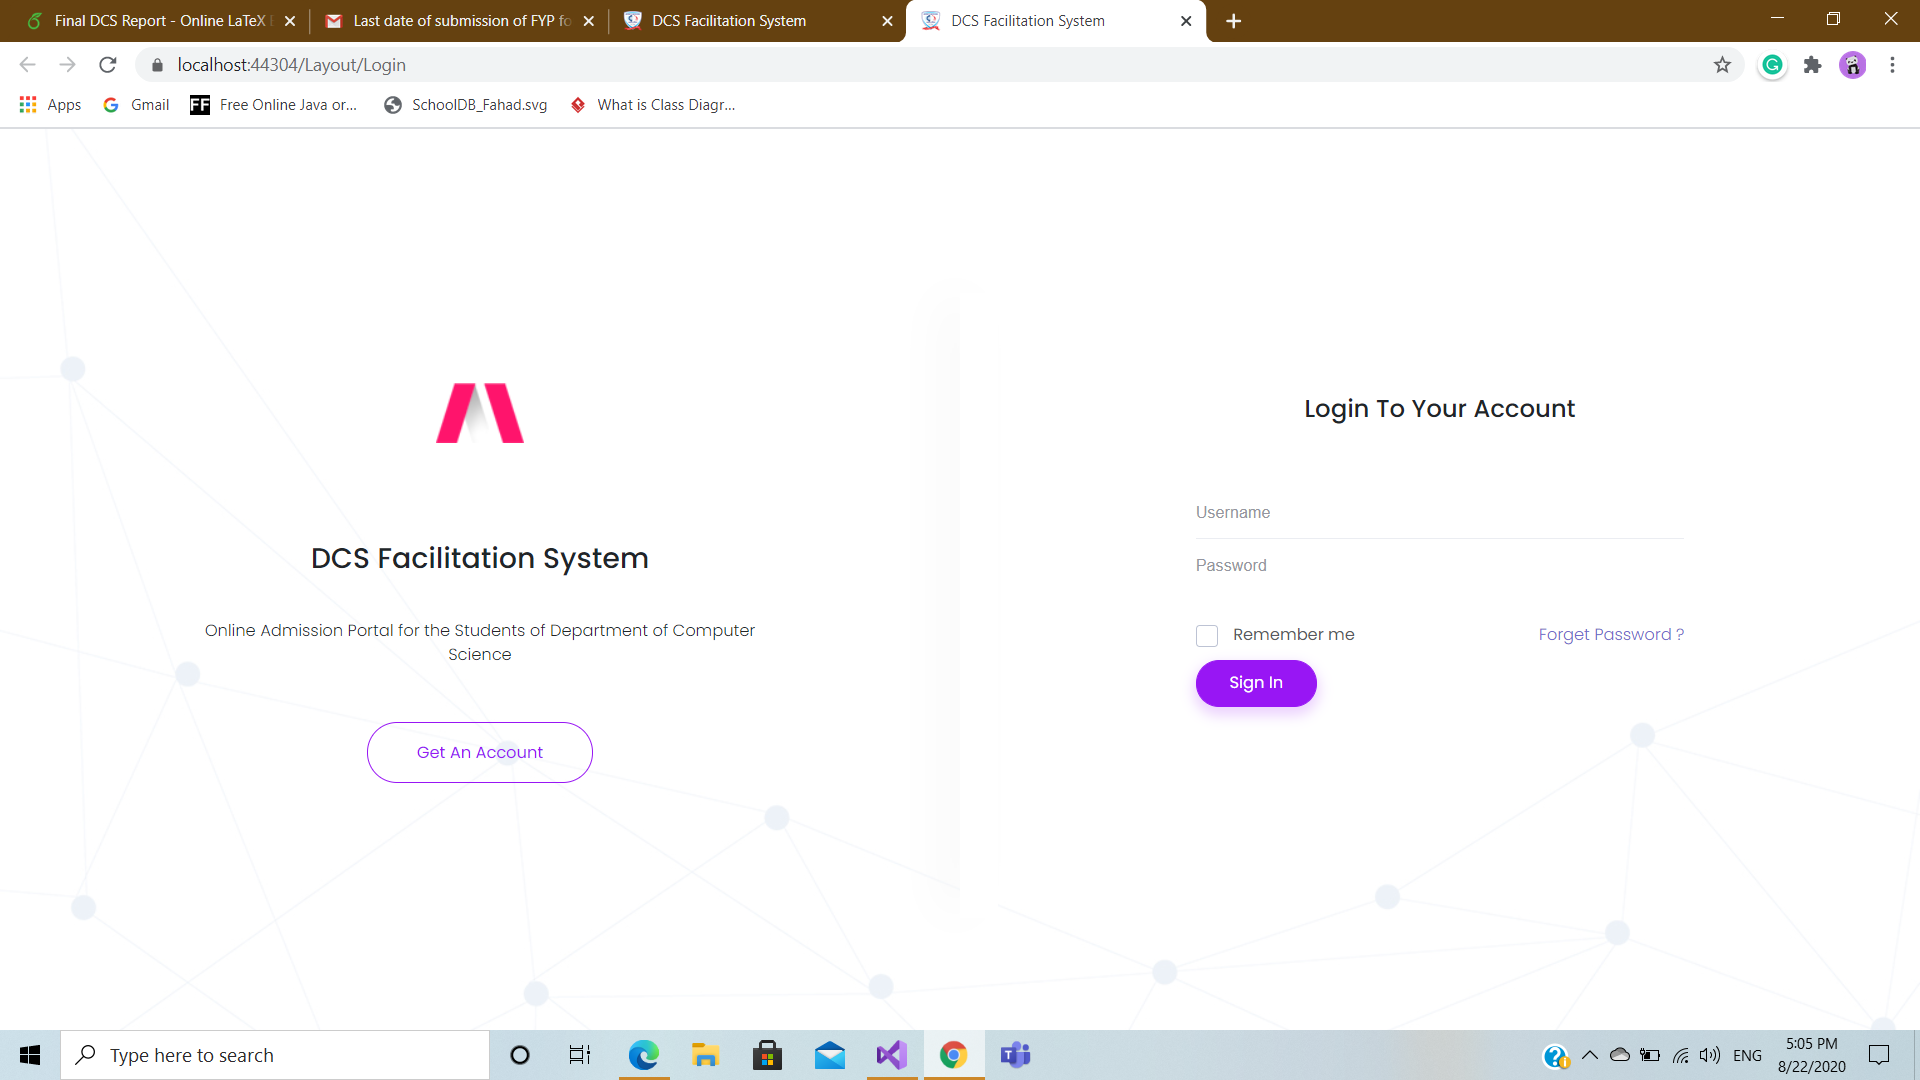 Final DCS Report - Online LaTeX
Last date of submission of FYP fo
DCS Facilitation System
DCS Facilitation System
localhost:44304/Layout/Login
Apps
Gmail
Free Online Java or...
SchoolDB_Fahad.svg
What is Class Diagr...
Login To Your Account
Username
DCS Facilitation System
Password
Online Admission Portal for the Students of Department of Computer
Science
Remember me
Forget Password ?
Sign In
Get An Account
Type here to search
ENG
5:05 PM
8/22/2020